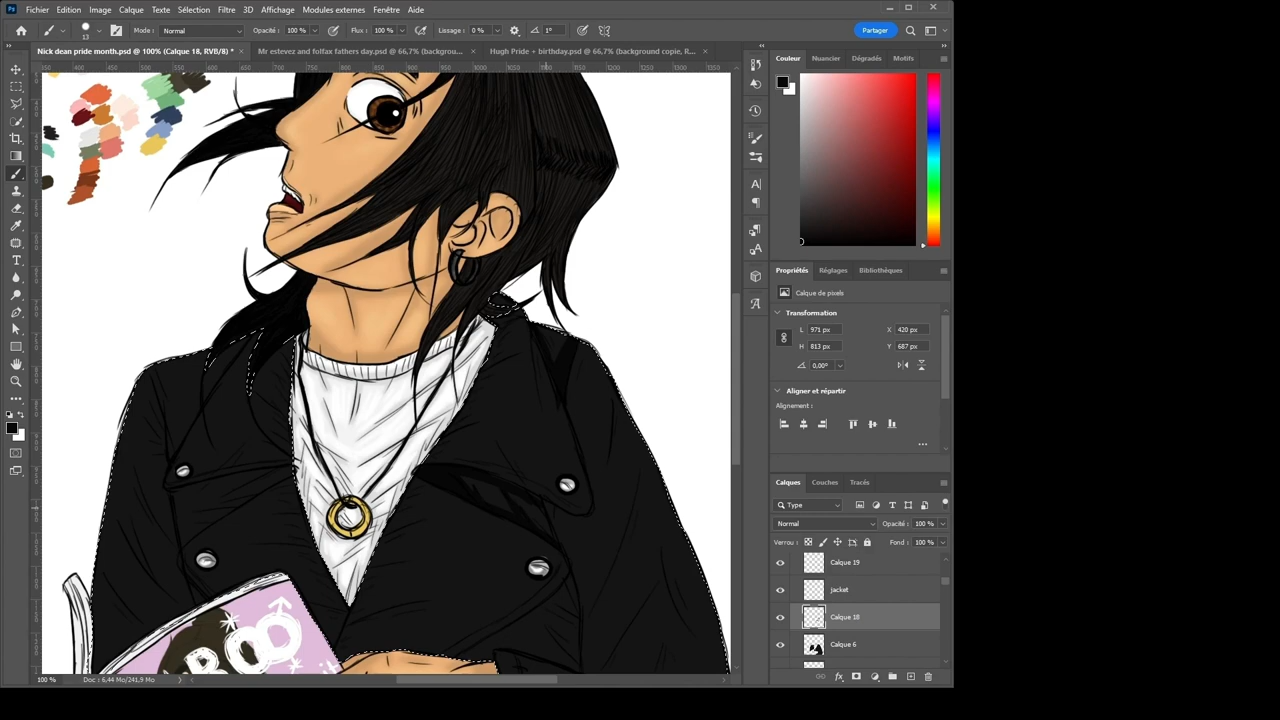 Fichier Edition Image Calque Texte Sélection Filtre 3D Affichage Modules externes Fenêtre Aide
13 Mode : Normal Opacité : 100 % Flux : 100 % Lissage : 0 % 1° Partager
Nick dean pride month.psd @ 100% (Calque 18, RVB/8) * Mr estevez and folfax fathers day.psd @ 66,7% (backgrou... Hugh Pride + birthday.psd @ 66,7% (background copie, R...
Couleur Nuancier Dégradés Motifs
Propriétés Réglages Bibliothèques
Calque de pixels
Transformation
L 971 px X 420 px
H 813 px Y 687 px
0,00°
Aligner et répartir
Alignement :
...
Calques Couches Tracés
Type
Normal Opacité : 100 %
Verrou : Fond : 100 %
Calque 19
jacket
Calque 18
Calque 6
BOO
100 % Doc : 6,44 Mo/241,9 Mo